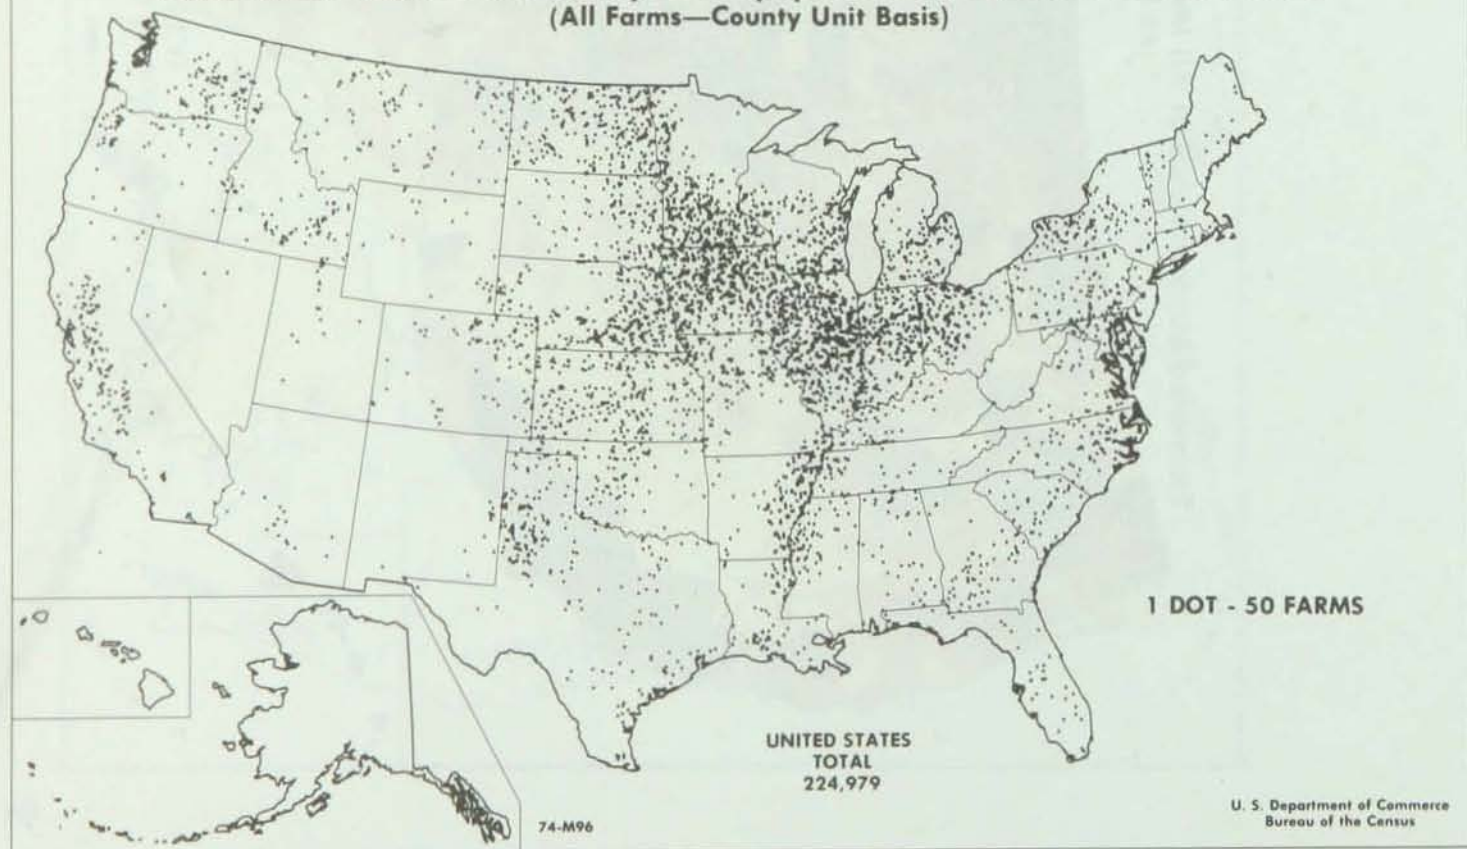 (All Farms—County Unit Basis)
1 DOT - 50 FARMS
UNITED STATES
TOTAL
224,979
74-M96
U. S. Department of Commerce
Bureau of the Census